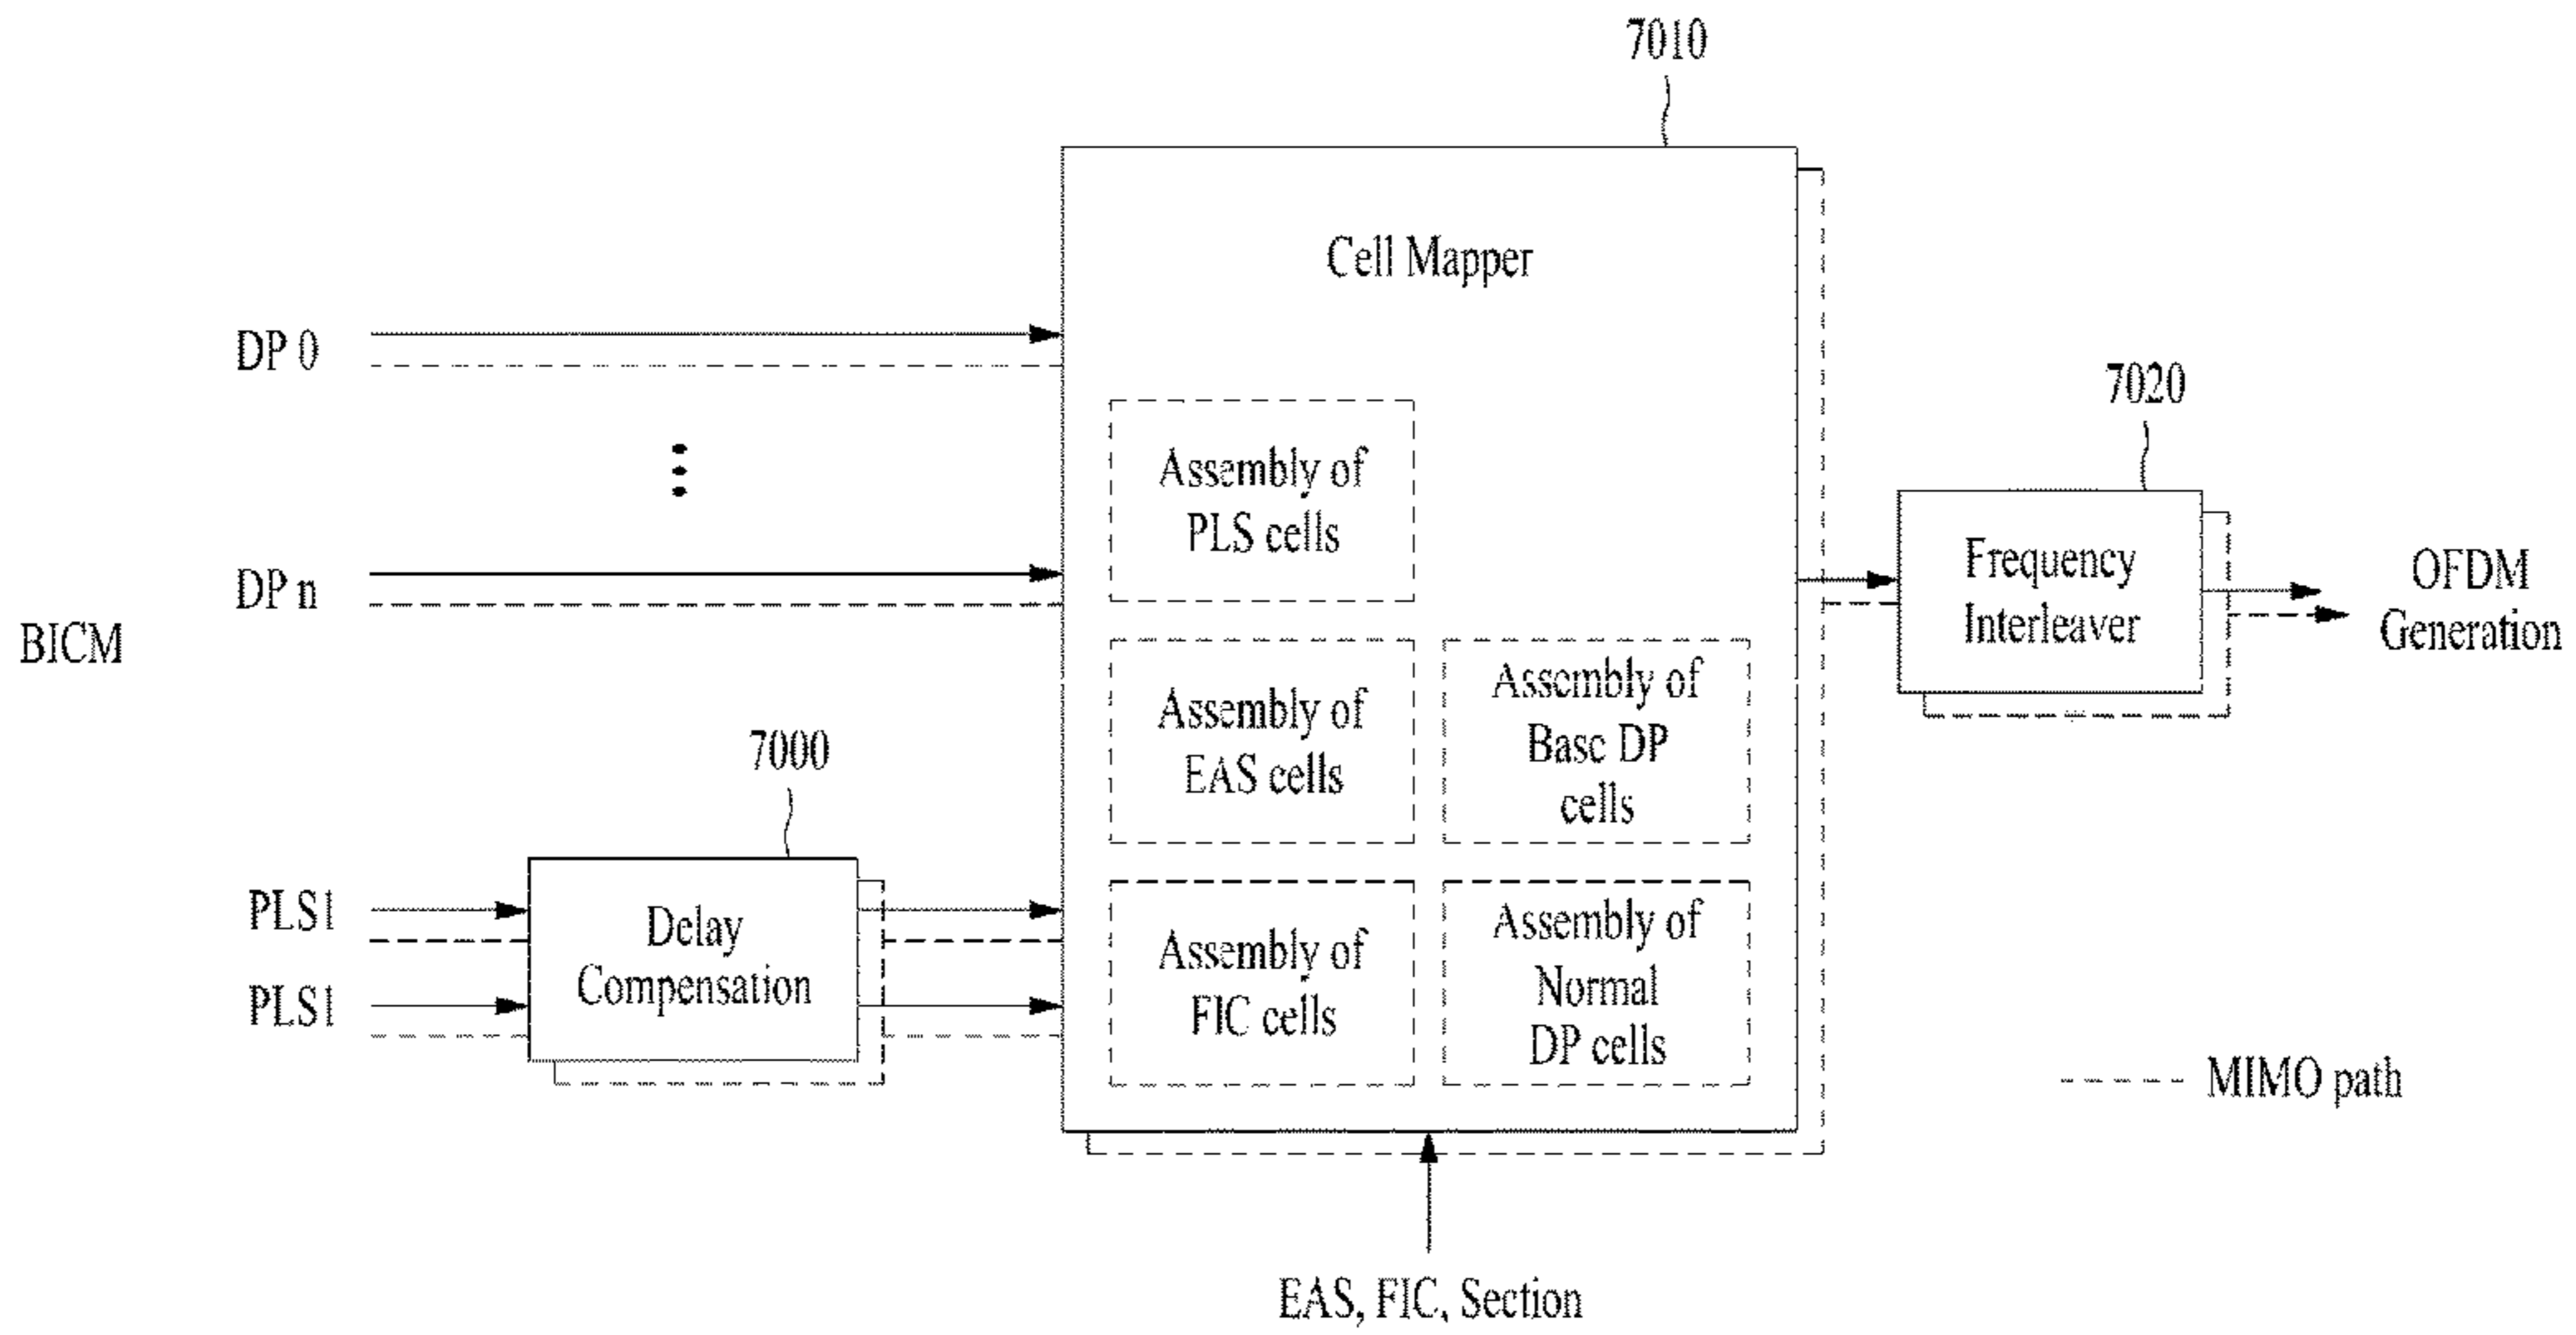 7010
Cell Mapper
DP 0
7020
Assembly of
PLS cells
DP n
Frequency
Interleaver
OFDM
Generation
BICM
Assembly of
EAS cells
Assembly of
Basc DP
cells
7000
PLS1
Delay
Compensation
PLS1
Assembly of
FIC cells
Assembly of
Normal
DP cells
MIMO path
EAS, FIC, Section